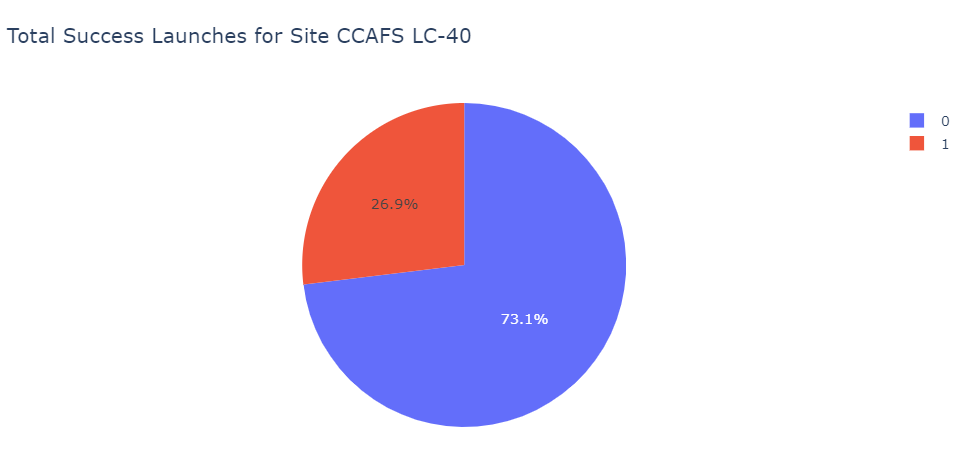 Total Success Launches for Site CCAFS LC-40
0
1
26.9%
73.1%